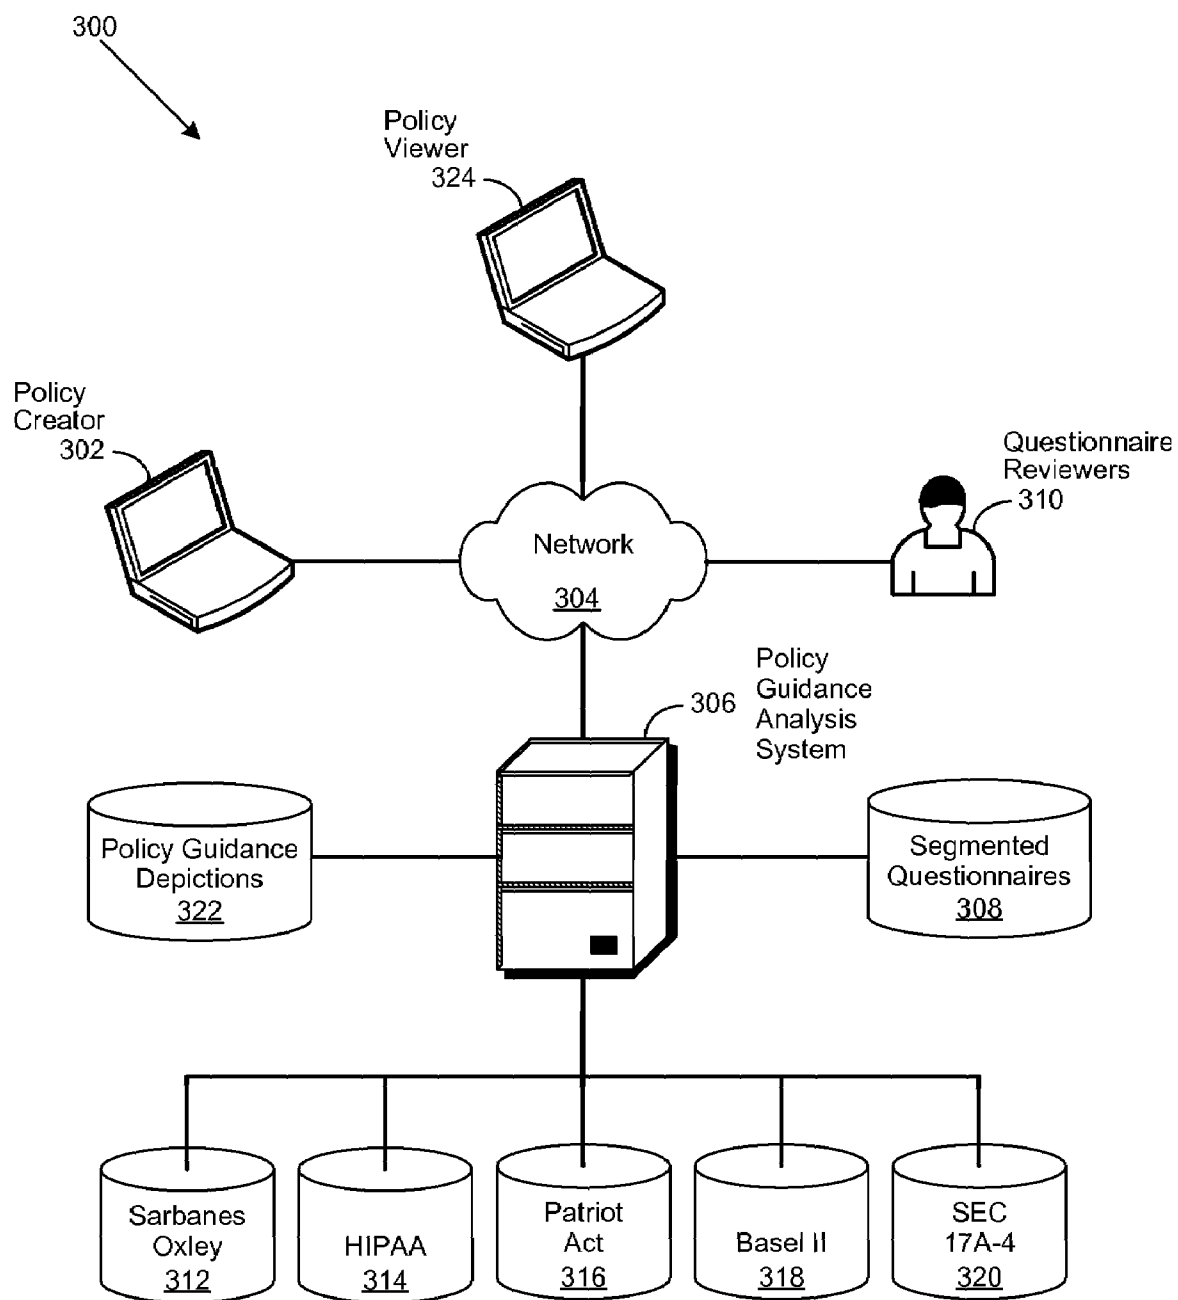 300
Policy
Viewer
324
Policy
Creator
302
Questionnaire
Reviewers
310
Network
304
306
Policy
Guidance
Analysis
System
Policy Guidance
Depictions
322
Segmented
Questionnaires
308
Sarbanes
Oxley
312
HIPAA
314
Patriot
Act
316
Basel II
318
SEC
17A-4
320